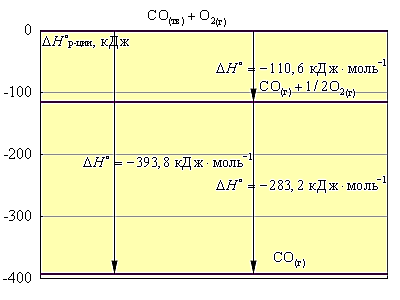 CO(тв) + O2(г)
0
ΔH°р-ции, кДж
ΔH° = −110,6 кДж · моль−1
CO(г) + 1/2O2(г)
-100
ΔH° = −393,8 кДж · моль−1
ΔH° = −283,2 кДж · моль−1
-200
-300
CO(г)
-400